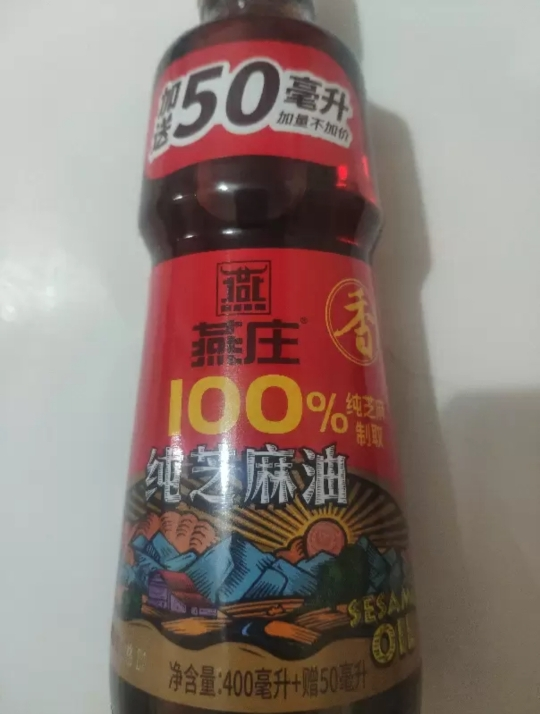 加送50毫升
加量不加价
燕
燕庄®
香
100%纯芝麻
制取
纯芝麻油
SESAME
OIL
净含量:400毫升+赠50毫升